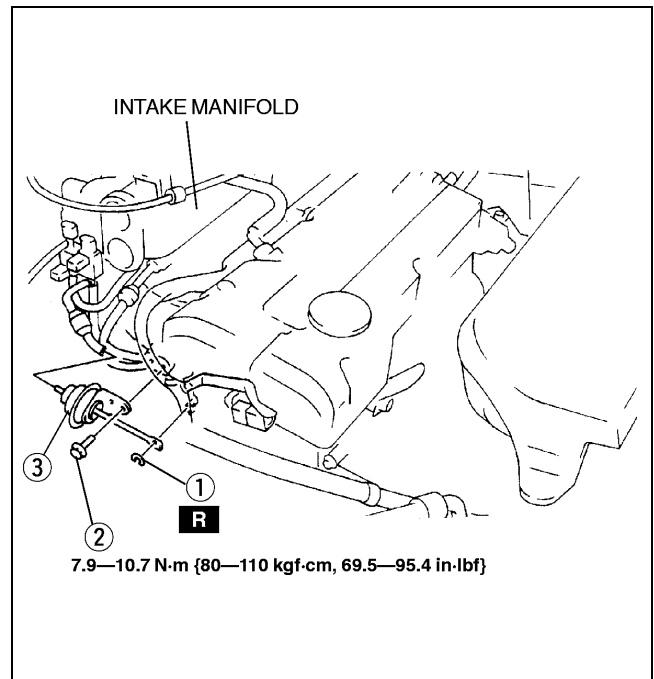 INTAKE MANIFOLD
3
1
R
2
7.9—10.7 N·m {80—110 kgf·cm, 69.5—95.4 in·lbf}